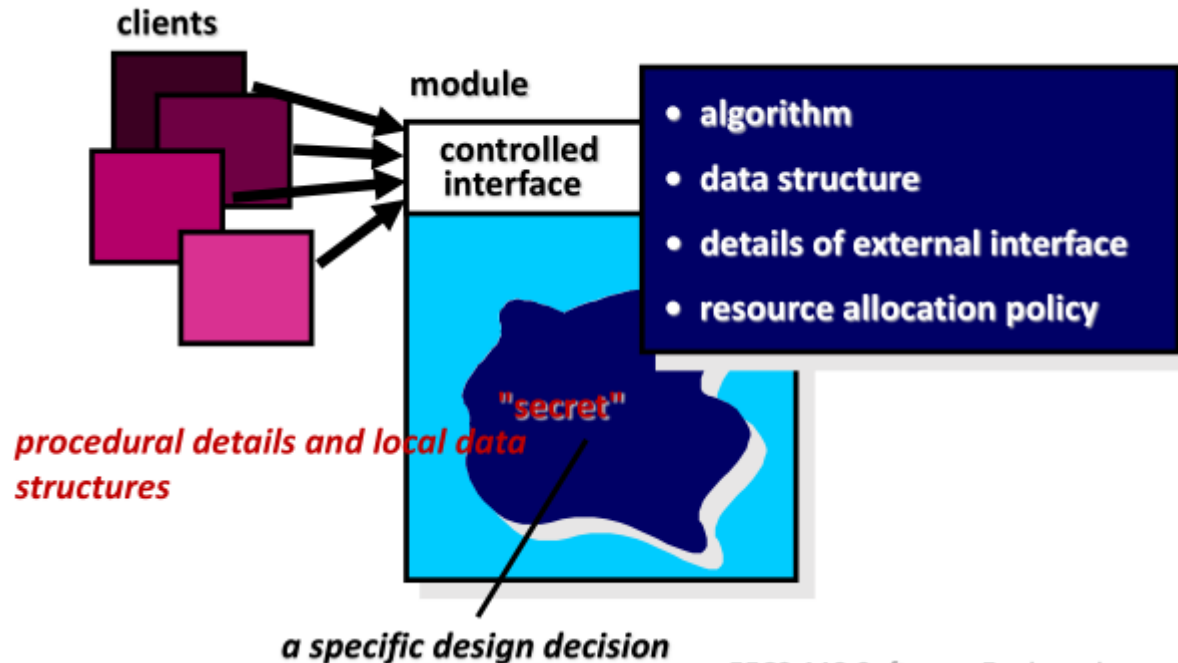 clients
module
controlled
interface
• algorithm
• data structure
• details of external interface
• resource allocation policy
"secret"
procedural details and local data
structures
a specific design decision